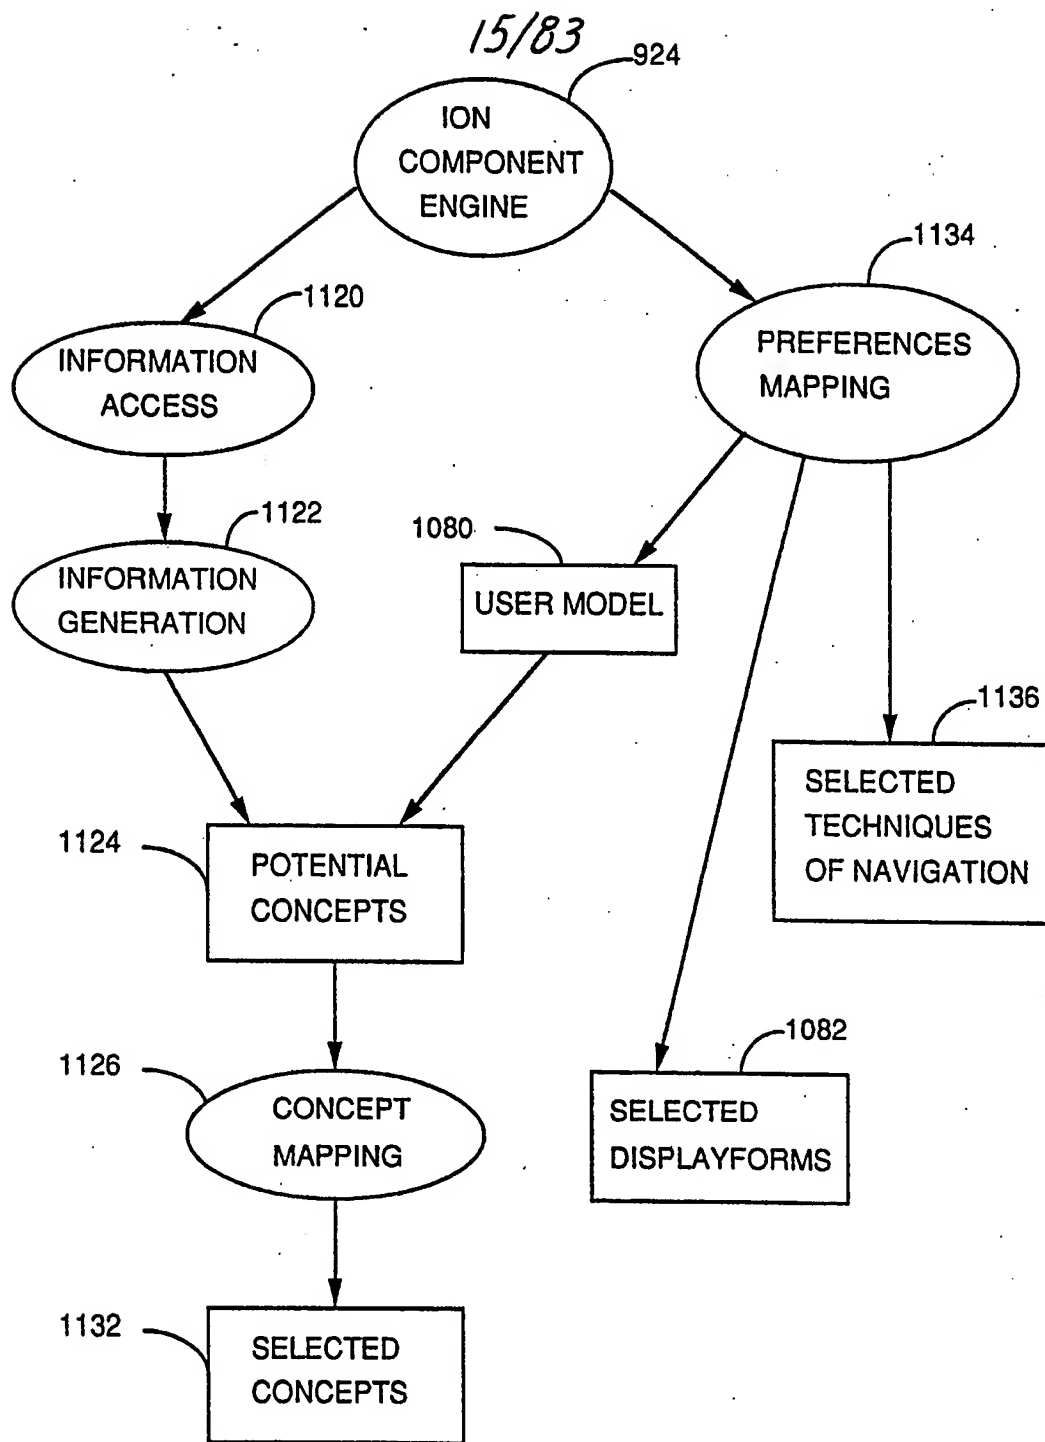 15/83
924
ION
COMPONENT
ENGINE
1134
1120
PREFERENCES
MAPPING
INFORMATION
ACCESS
1122
1080
INFORMATION
GENERATION
USER MODEL
1136
SELECTED
TECHNIQUES
OF NAVIGATION
1124
POTENTIAL
CONCEPTS
1082
1126
CONCEPT
MAPPING
SELECTED
DISPLAYFORMS
1132
SELECTED
CONCEPTS